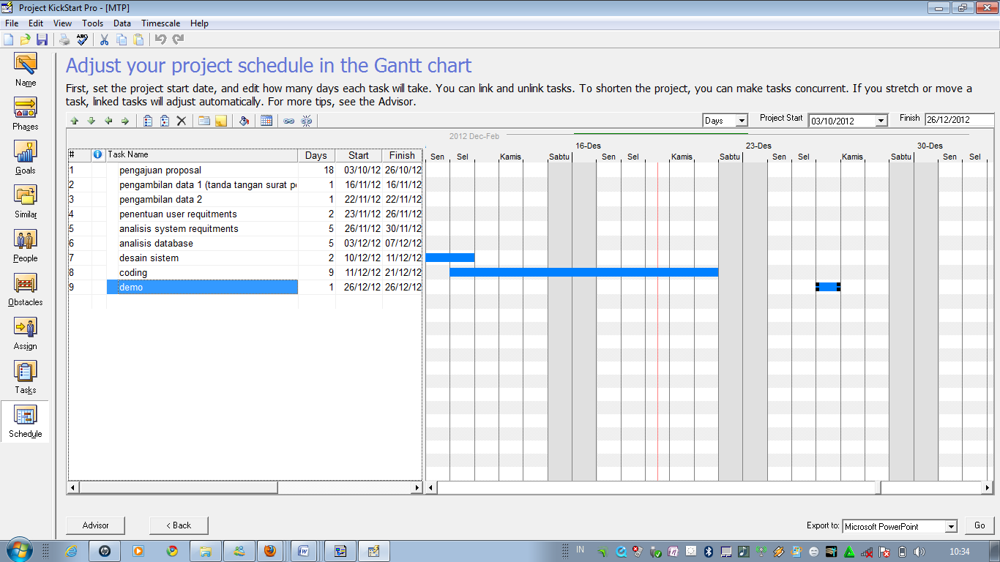 Project KickStart Pro - [MTP]
File Edit View Tools Data Timescale Help
Name
Phases
Goals
Similar
People
Obstacles
Assign
Tasks
Schedule
Adjust your project schedule in the Gantt chart
First, set the project start date, and edit how many days each task will take. You can link and unlink tasks. To shorten the project, you can make tasks concurrent. If you stretch or move a
task, linked tasks will adjust automatically. For more tips, see the Advisor.
Days Project Start 03/10/2012 Finish 26/12/2012
2012 Dec-Feb
16-Des 23-Des 30-Des
# Task Name Days Start Finish
Sen Sel Kamis Sabtu Sen Sel Kamis Sabtu Sen Sel Kamis Sabtu Sen Sel
1 pengajuan proposal 18 03/10/12 26/10/12
2 pengambilan data 1 (tanda tangan surat pe 1 16/11/12 16/11/12
3 pengambilan data 2 1 22/11/12 22/11/12
4 penentuan user requitments 2 23/11/12 26/11/12
5 analisis system requitments 5 26/11/12 30/11/12
6 analisis database 5 03/12/12 07/12/12
7 desain sistem 2 10/12/12 11/12/12
8 coding 9 11/12/12 21/12/12
9 demo 1 26/12/12 26/12/12
Advisor < Back Export to: Microsoft PowerPoint Go
IN 10:34